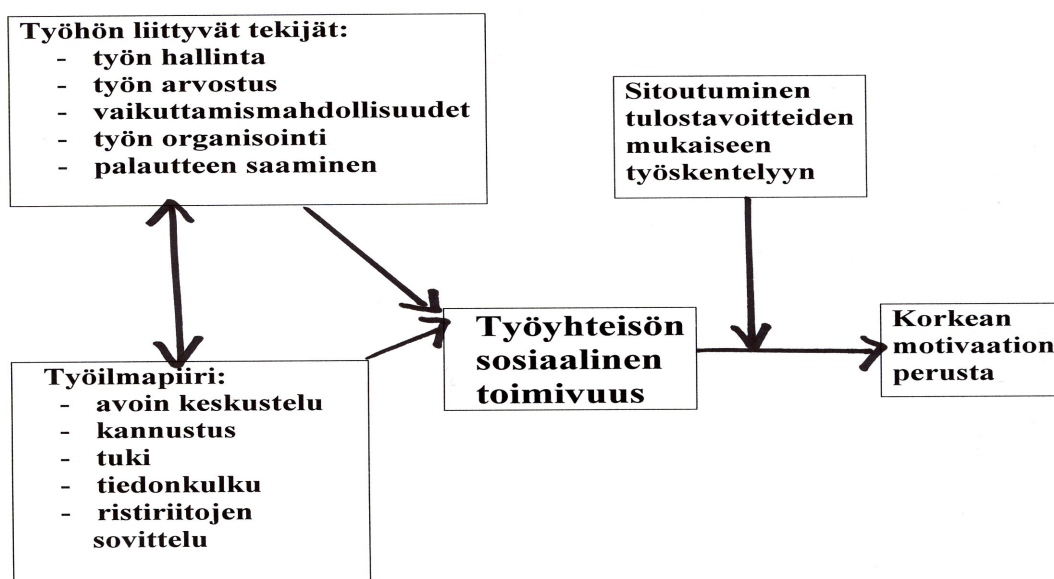 Työhön liittyvät tekijät:
- työn hallinta
- työn arvostus
- vaikuttamismahdollisuudet
- työn organisointi
- palautteen saaminen
Sitoutuminen
tulostavoitteiden
mukaiseen
työskentelyyn
Työyhteisön
sosiaalinen
toimivuus
Korkean
motivaation
perusta
Työilmapiiri:
- avoin keskustelu
- kannustus
- tuki
- tiedonkulku
- ristiriitojen
sovittelu